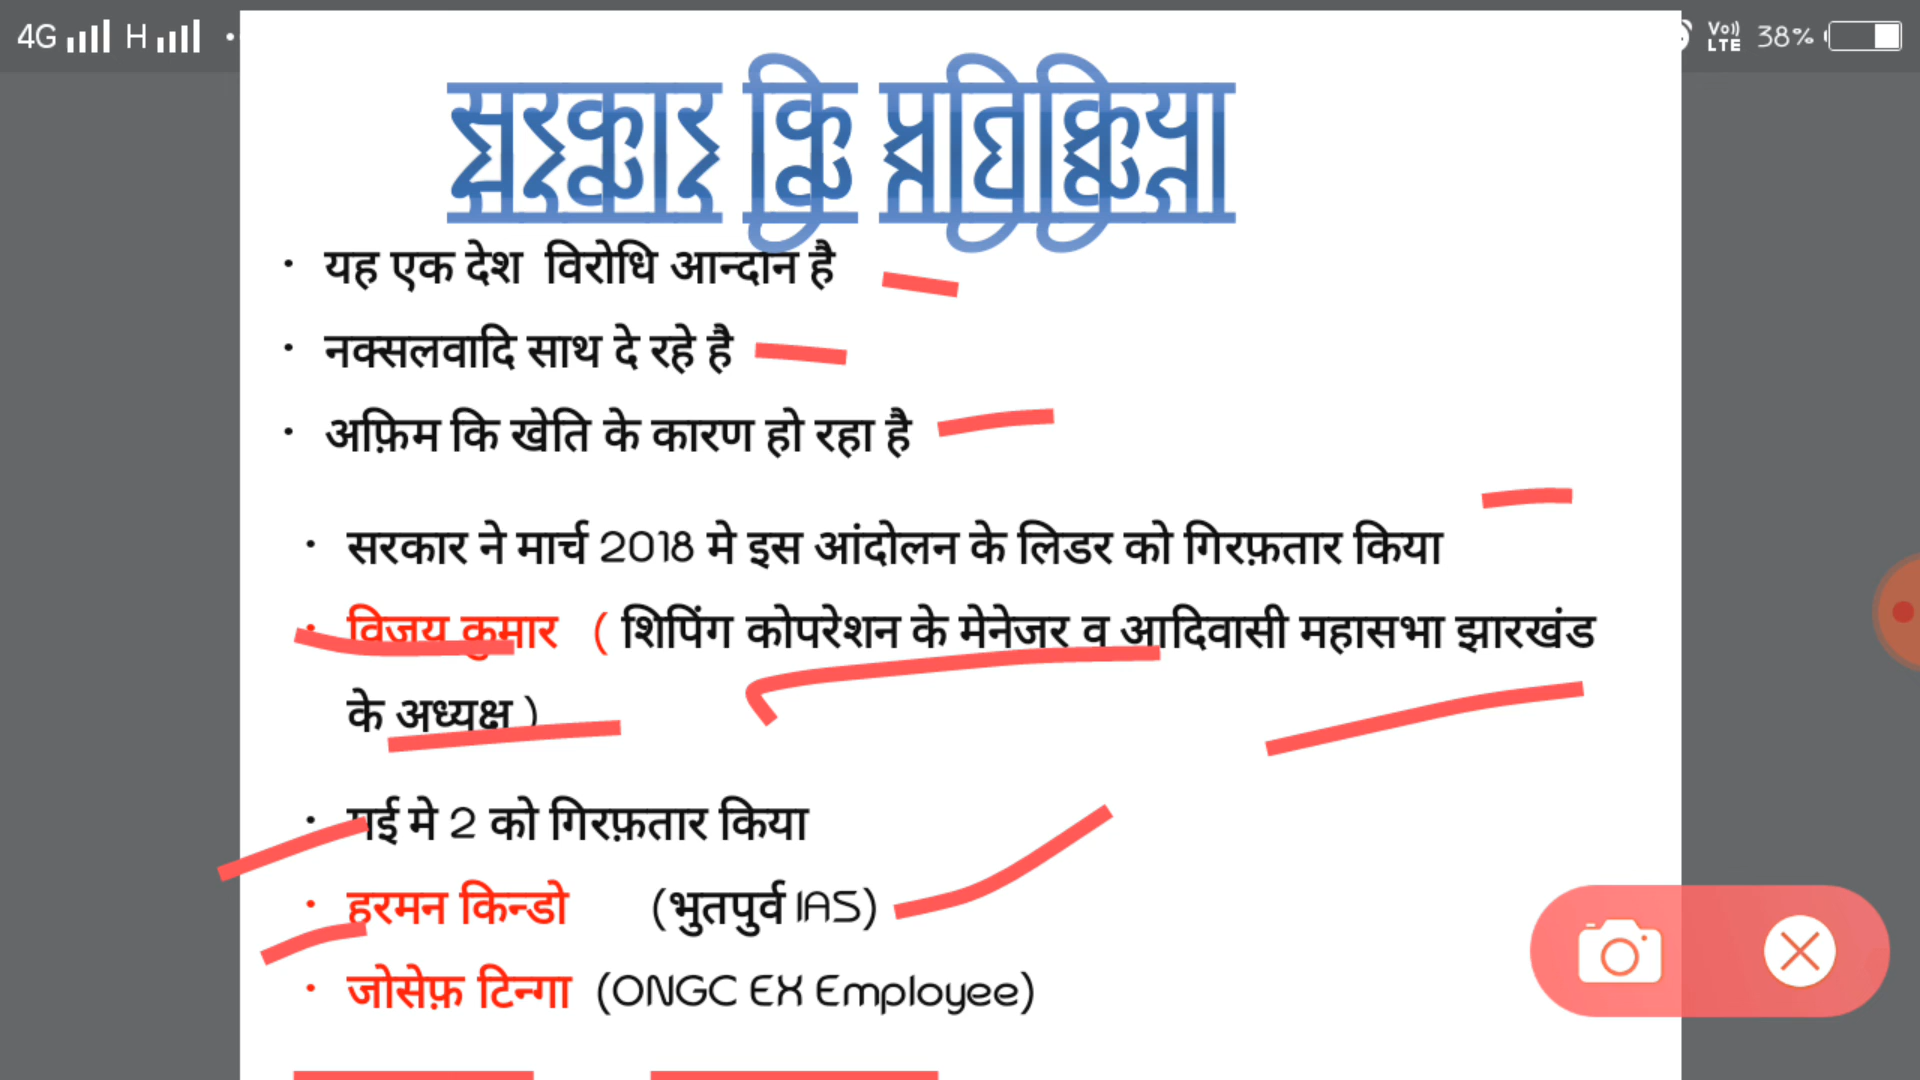 4G H VoLTE 38%
सरकार कि प्रतिक्रिया
• यह एक देश विरोधि आन्दोन है
• नक्सलवादि साथ दे रहे है
• अफ़िम कि खेति के कारण हो रहा है
• सरकार ने मार्च 2018 मे इस आंदोलन के लिडर को गिरफ़तार किया
• विजय कुमार ( शिपिंग कोपरेशन के मेनेजर व आदिवासी महासभा झारखंड
के अध्यक्ष )
• मई मे 2 को गिरफ़तार किया
• हरमन किन्डो (भुतपुर्व IAS)
• जोसेफ़ टिन्गा (ONGC EX Employee)